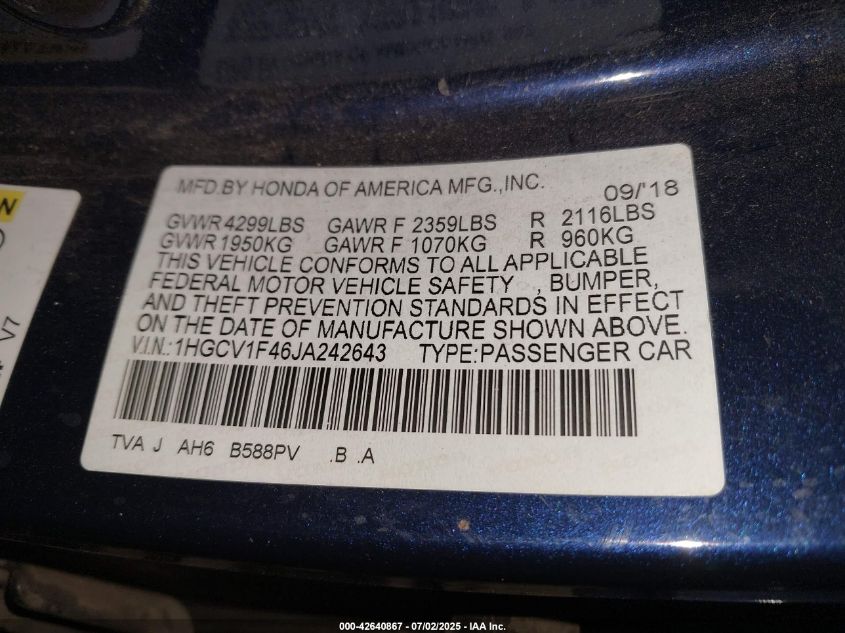 MFD.BY HONDA OF AMERICA MFG.,INC. 09/'18
GVWR 4299LBS GAWR F 2359LBS R 2116LBS
GVWR 1950KG GAWR F 1070KG R 960KG
THIS VEHICLE CONFORMS TO ALL APPLICABLE
FEDERAL MOTOR VEHICLE SAFETY , BUMPER,
AND THEFT PREVENTION STANDARDS IN EFFECT
ON THE DATE OF MANUFACTURE SHOWN ABOVE.
V.I.N.:1HGCV1F46JA242643 TYPE:PASSENGER CAR
TVA J AH6 B588PV .B .A
V7
000-42640867 - 07/02/2025 - IAA Inc.